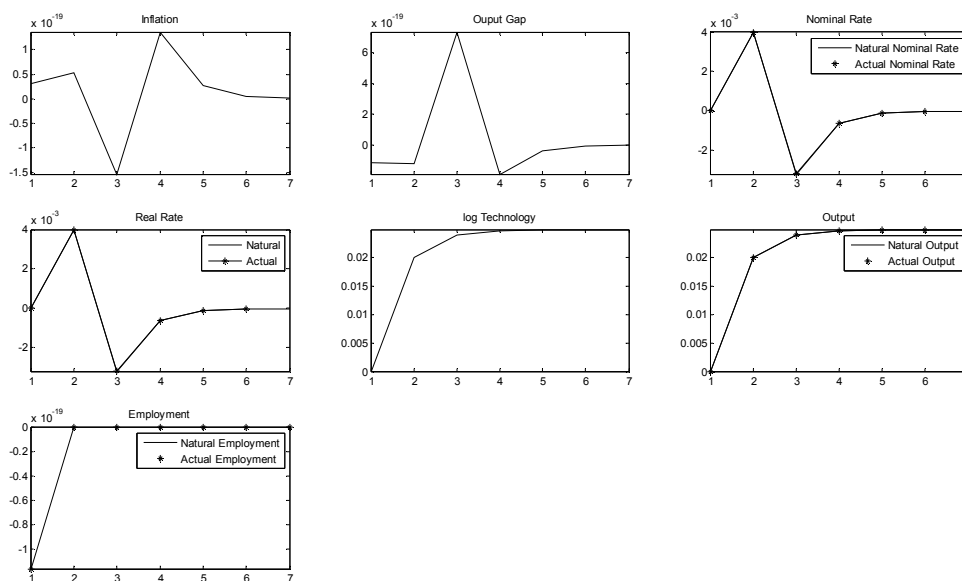 Inflation
x 10^-19
1
0.5
0
-0.5
-1
-1.5
1 2 3 4 5 6 7
Ouput Gap
x 10^-19
6
4
2
0
1 2 3 4 5 6 7
Nominal Rate
x 10^-3
4
2
0
-2
Natural Nominal Rate
Actual Nominal Rate
1 2 3 4 5 6
Real Rate
x 10^-3
4
2
0
-2
Natural
Actual
1 2 3 4 5 6 7
log Technology
0.02
0.015
0.01
0.005
0
1 2 3 4 5 6 7
Output
0.02
0.015
0.01
0.005
0
Natural Output
Actual Output
1 2 3 4 5 6
Employment
x 10^-19
0
-0.2
-0.4
-0.6
-0.8
-1
Natural Employment
Actual Employment
1 2 3 4 5 6 7